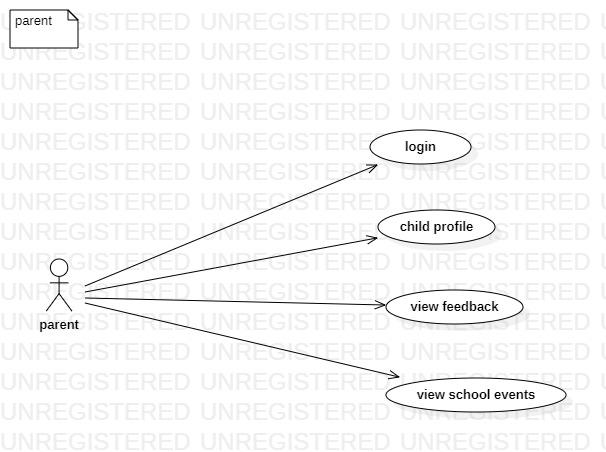 UNREGISTERED UNREGISTERED UNREGISTERED
parent
login
child profile
view feedback
parent
view school events